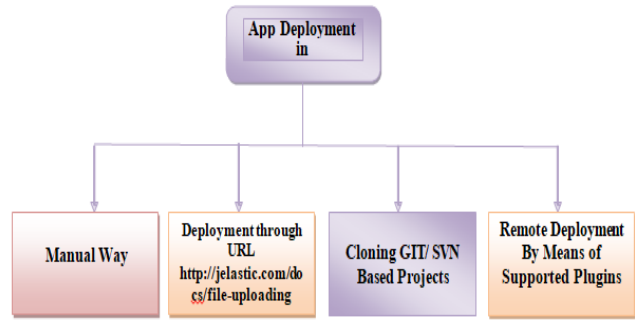 App Deployment
in
Manual Way
Deployment through
URL
http://jelastic.com/do
cs/file-uploading
Cloning GIT/ SVN
Based Projects
Remote Deployment
By Means of
Supported Plugins